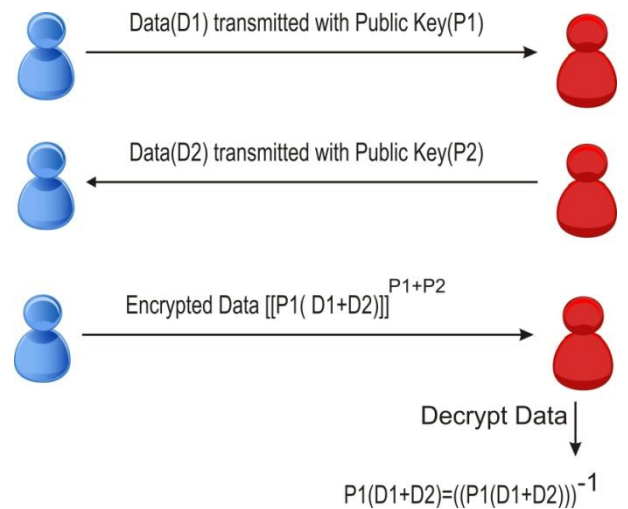 Data(D1) transmitted with Public Key(P1)
Data(D2) transmitted with Public Key(P2)
Encrypted Data [[P1( D1+D2)]]^P1+P2
Decrypt Data
P1(D1+D2)=((P1(D1+D2)))^-1